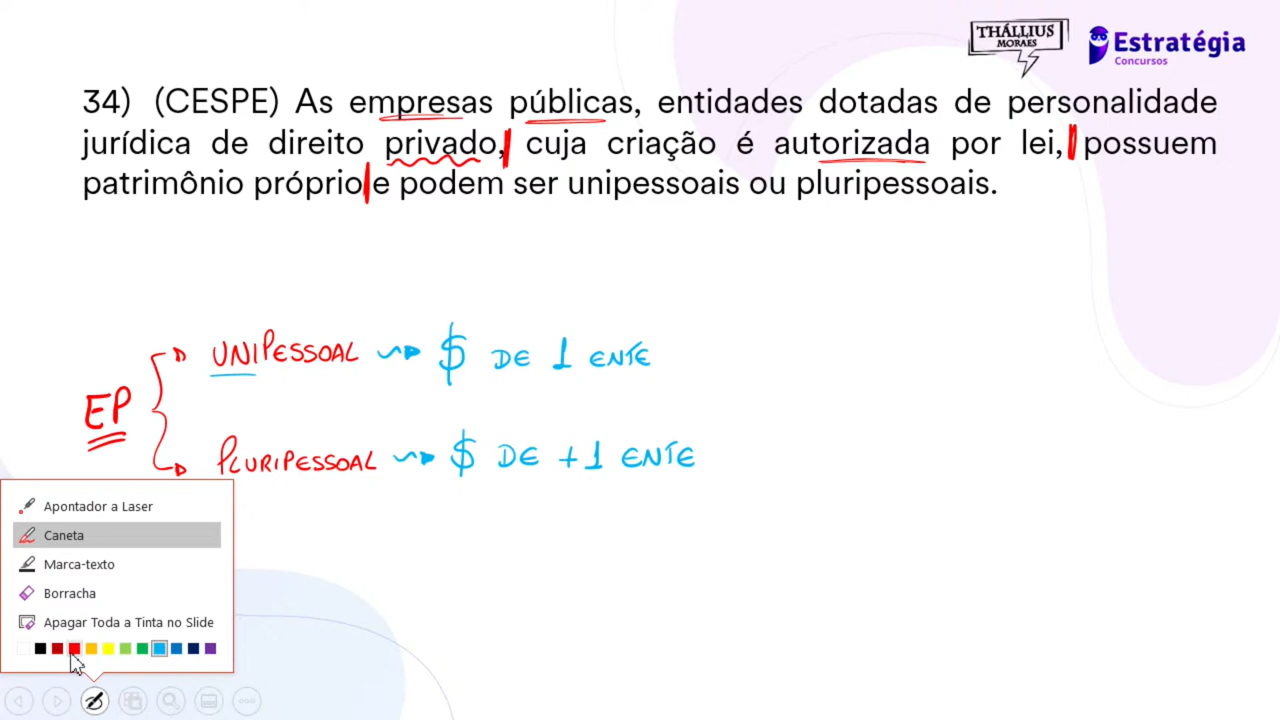 THÁLLIUS
MORAES
Estratégia
Concursos
34) (CESPE) As empresas públicas, entidades dotadas de personalidade
jurídica de direito privado, cuja criação é autorizada por lei, possuem
patrimônio próprio e podem ser unipessoais ou pluripessoais.
UNIPESSOAL $ DE 1 ENTE
EP
PLURIPESSOAL $ DE +1 ENTE
Apontador a Laser
Caneta
Marca-texto
Borracha
Apagar Toda a Tinta no Slide